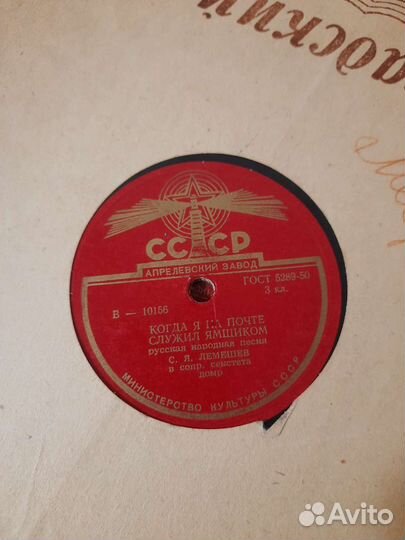 адский
СССР
АПРЕЛЕВСКИЙ ЗАВОД
ГОСТ 5289-50
3 кл.
В — 10156
КОГДА Я НА ПОЧТЕ
СЛУЖИЛ ЯМЩИКОМ
русская народная песня
С. Я. ЛЕМЕШЕВ
в сопр. секстета
домр
МИНИСТЕРСТВО КУЛЬТУРЫ СССР
Avito